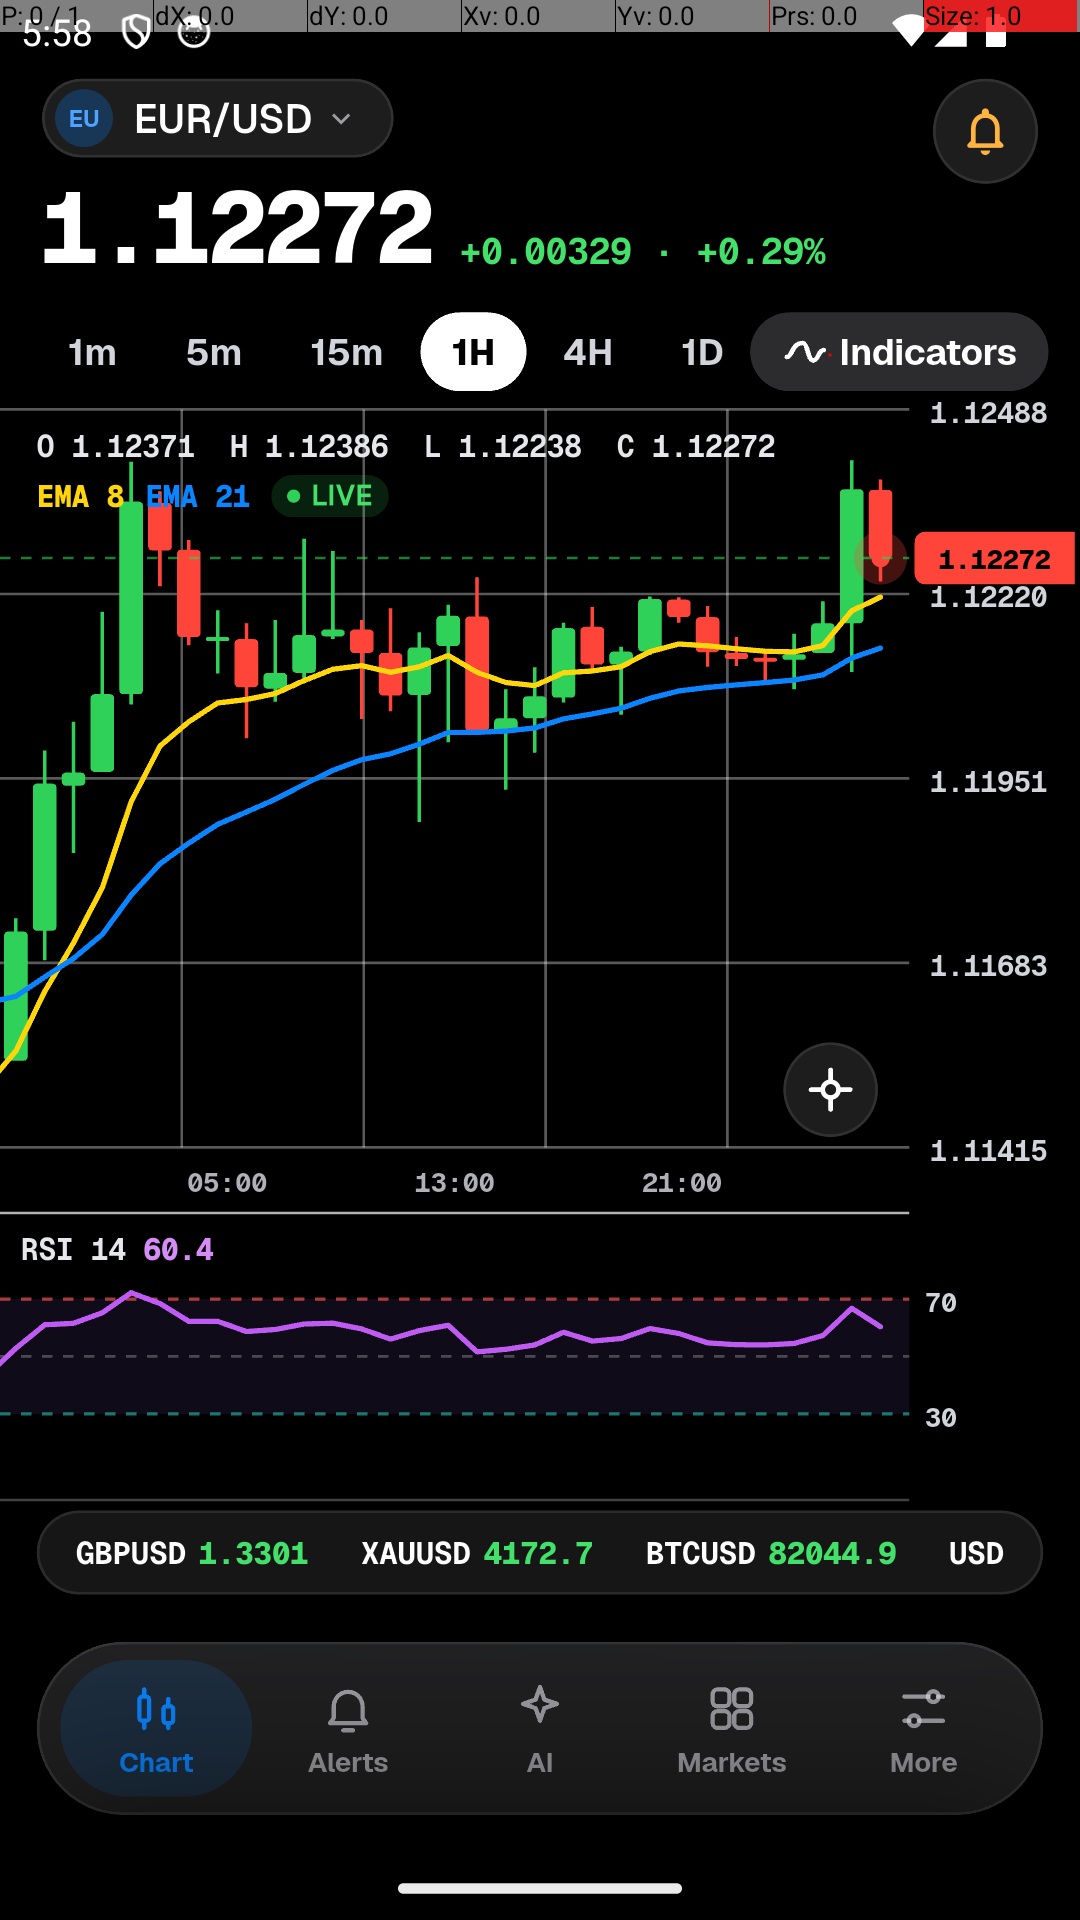 P: 0 / 1 dX: 0.0 dY: 0.0 Xv: 0.0 Yv: 0.0 Prs: 0.0 Size: 1.0
5:58
EU EUR/USD
1.12272 +0.00329 · +0.29%
1m 5m 15m 1H 4H 1D Indicators
1.12488
O 1.12371 H 1.12386 L 1.12238 C 1.12272
EMA 8 EMA 21 LIVE
1.12272
1.12220
1.11951
1.11683
1.11415
05:00 13:00 21:00
RSI 14 60.4
70
30
GBPUSD 1.3301 XAUUSD 4172.7 BTCUSD 82044.9 USD
Chart Alerts AI Markets More